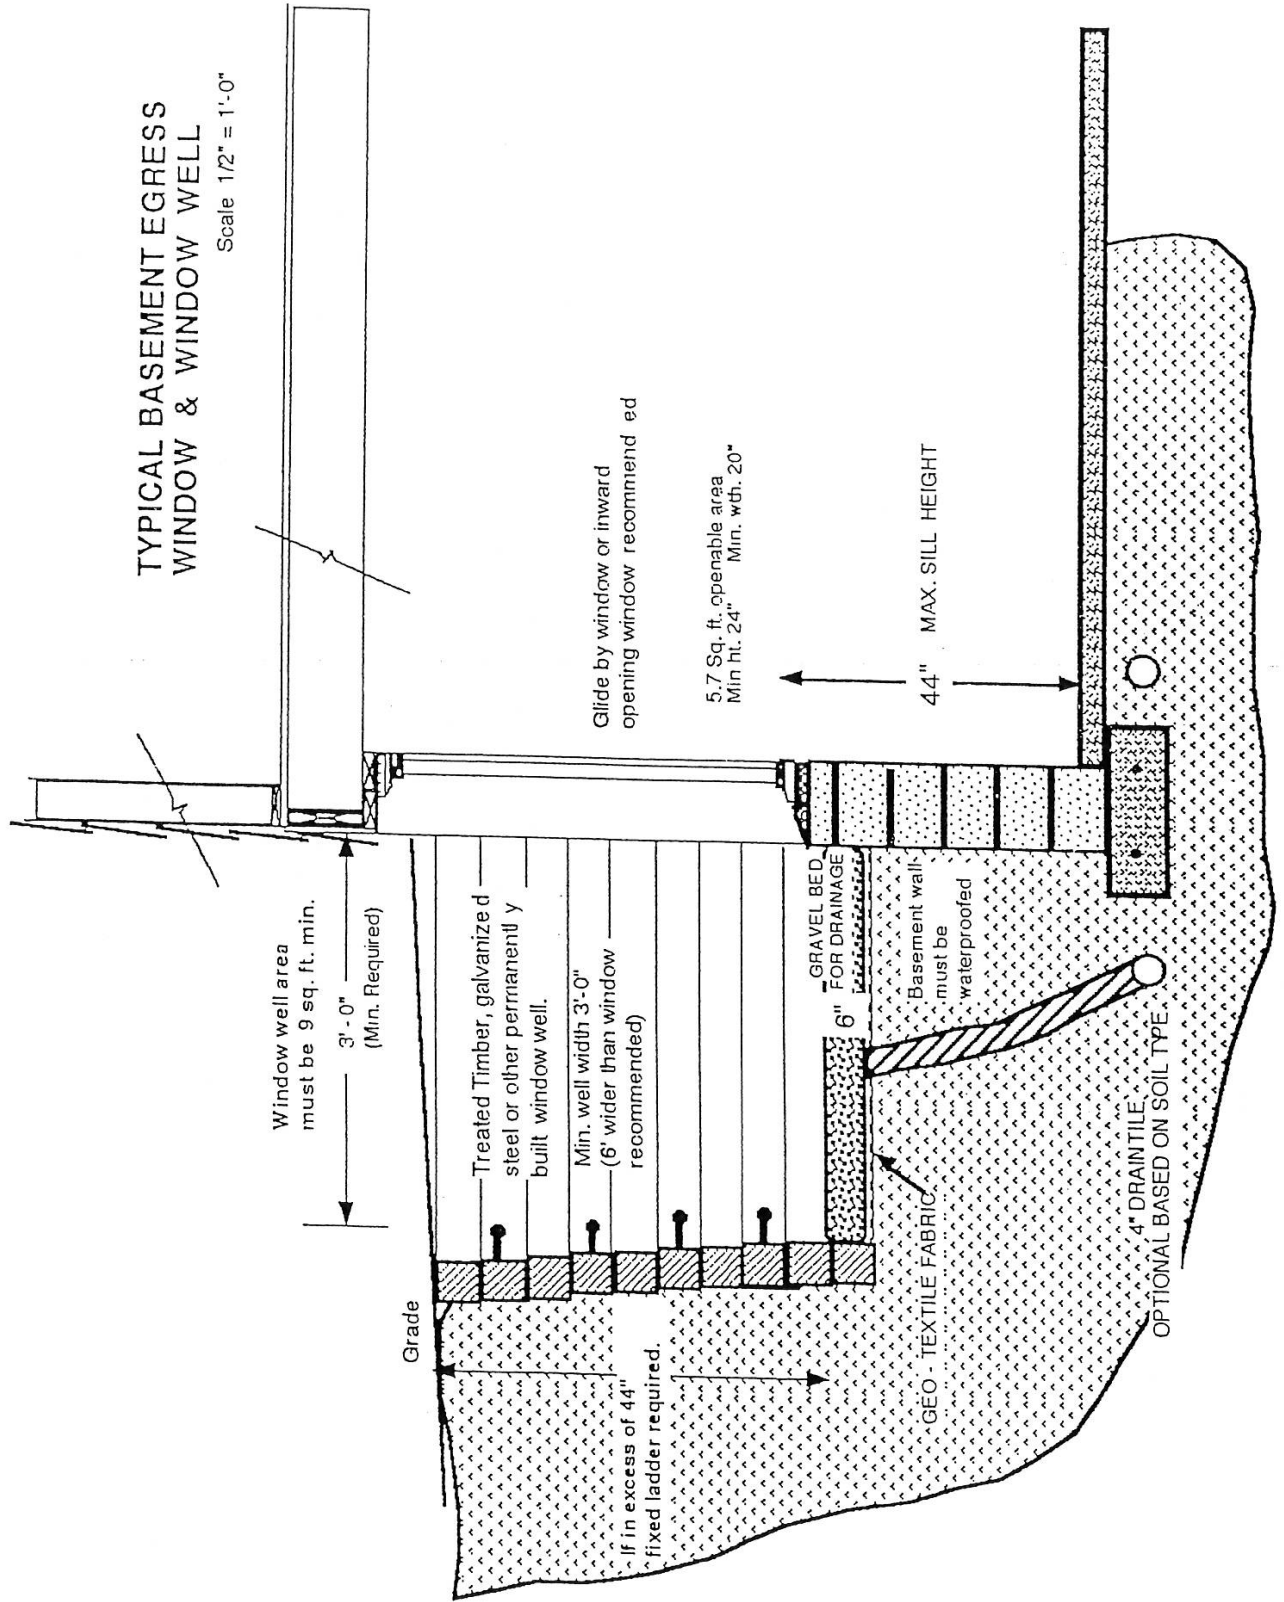 TYPICAL BASEMENT EGRESS
WINDOW & WINDOW WELL
Scale 1/2" = 1'-0"
Window well area
must be 9 sq. ft. min.
3'-0"
(Min. Required)
Grade
Treated Timber, galvanized
steel or other permanently
built window well.
Min. well width 3'-0"
(6' wider than window
recommended)
Glide by window or inward
opening window recommend ed
5.7 Sq. ft. openable area
Min ht. 24" Min. wth. 20"
44" MAX. SILL HEIGHT
If in excess of 44"
fixed ladder required.
GRAVEL BED
FOR DRAINAGE
6"
Basement wall
must be
waterproofed
GEO - TEXTILE FABRIC
4" DRAINTILE
OPTIONAL BASED ON SOIL TYPE